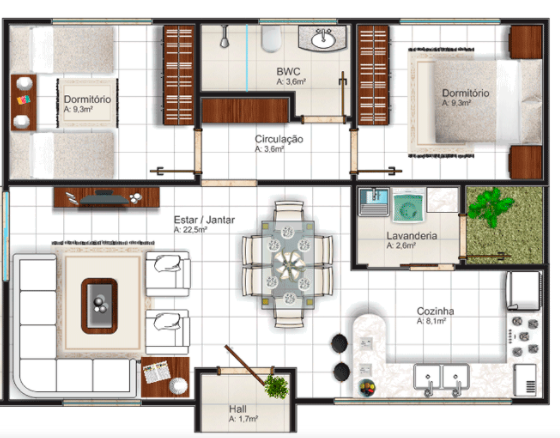 BWC
A: 3,6m²
Dormitório
A: 9,3m²
Dormitório
A: 9,3m²
Circulação
A: 3,6m²
Estar / Jantar
A: 22,5m²
Lavanderia
A: 2,6m²
Cozinha
A: 8,1m²
Hall
A: 1,7m²